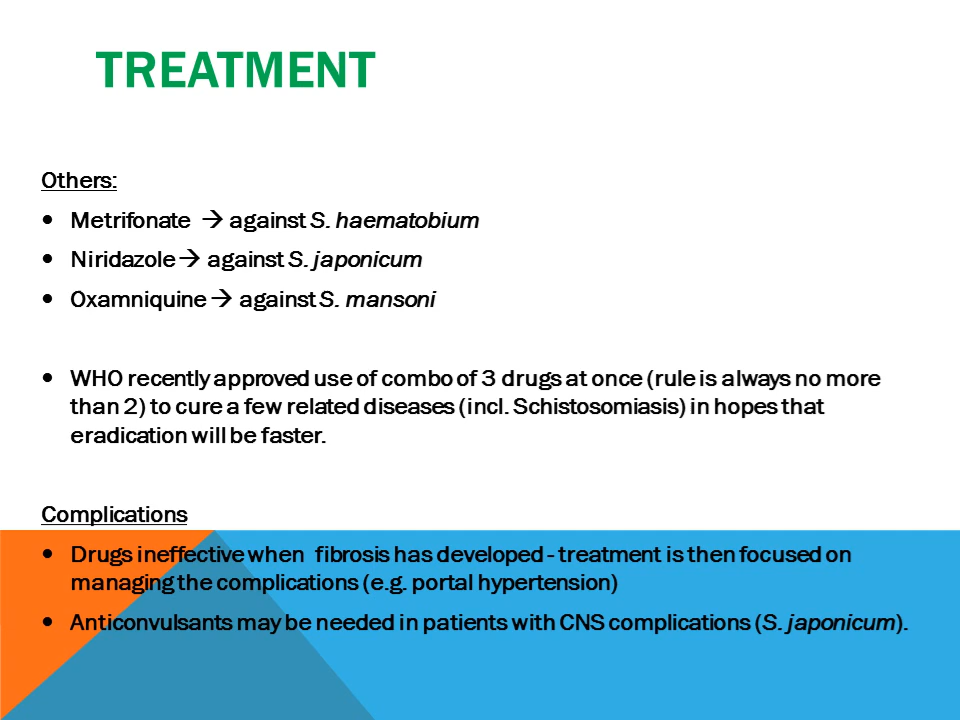 TREATMENT
Others:
• Metrifonate → against S. haematobium
• Niridazole → against S. japonicum
• Oxamniquine → against S. mansoni
• WHO recently approved use of combo of 3 drugs at once (rule is always no more
than 2) to cure a few related diseases (incl. Schistosomiasis) in hopes that
eradication will be faster.
Complications
• Drugs ineffective when fibrosis has developed - treatment is then focused on
managing the complications (e.g. portal hypertension)
• Anticonvulsants may be needed in patients with CNS complications (S. japonicum).